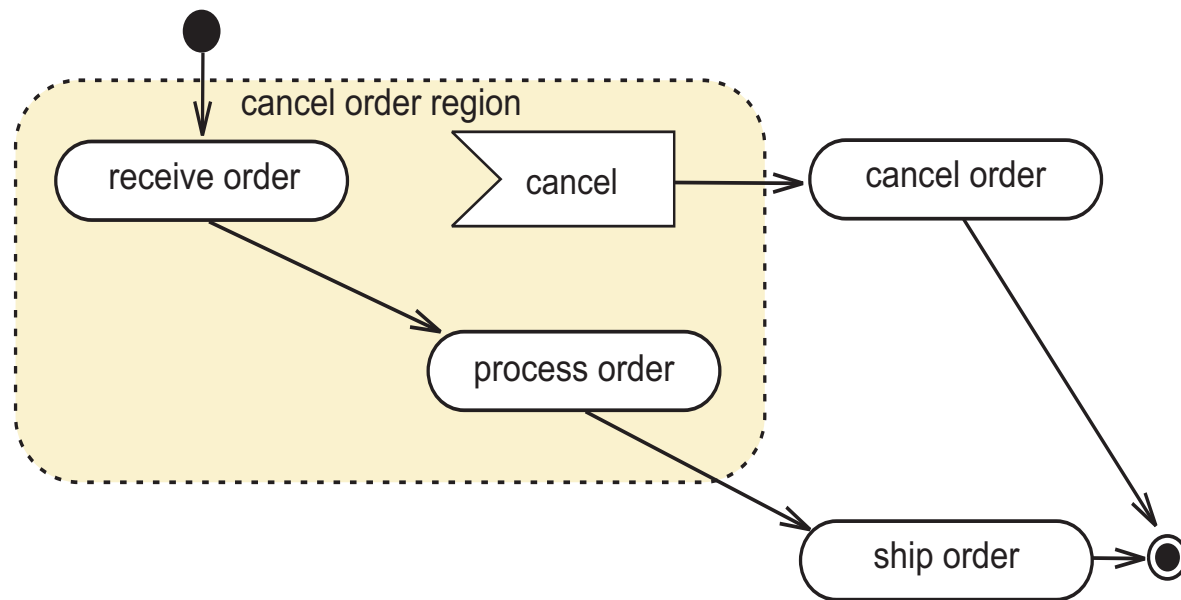 cancel order region
receive order
cancel
cancel order
process order
ship order